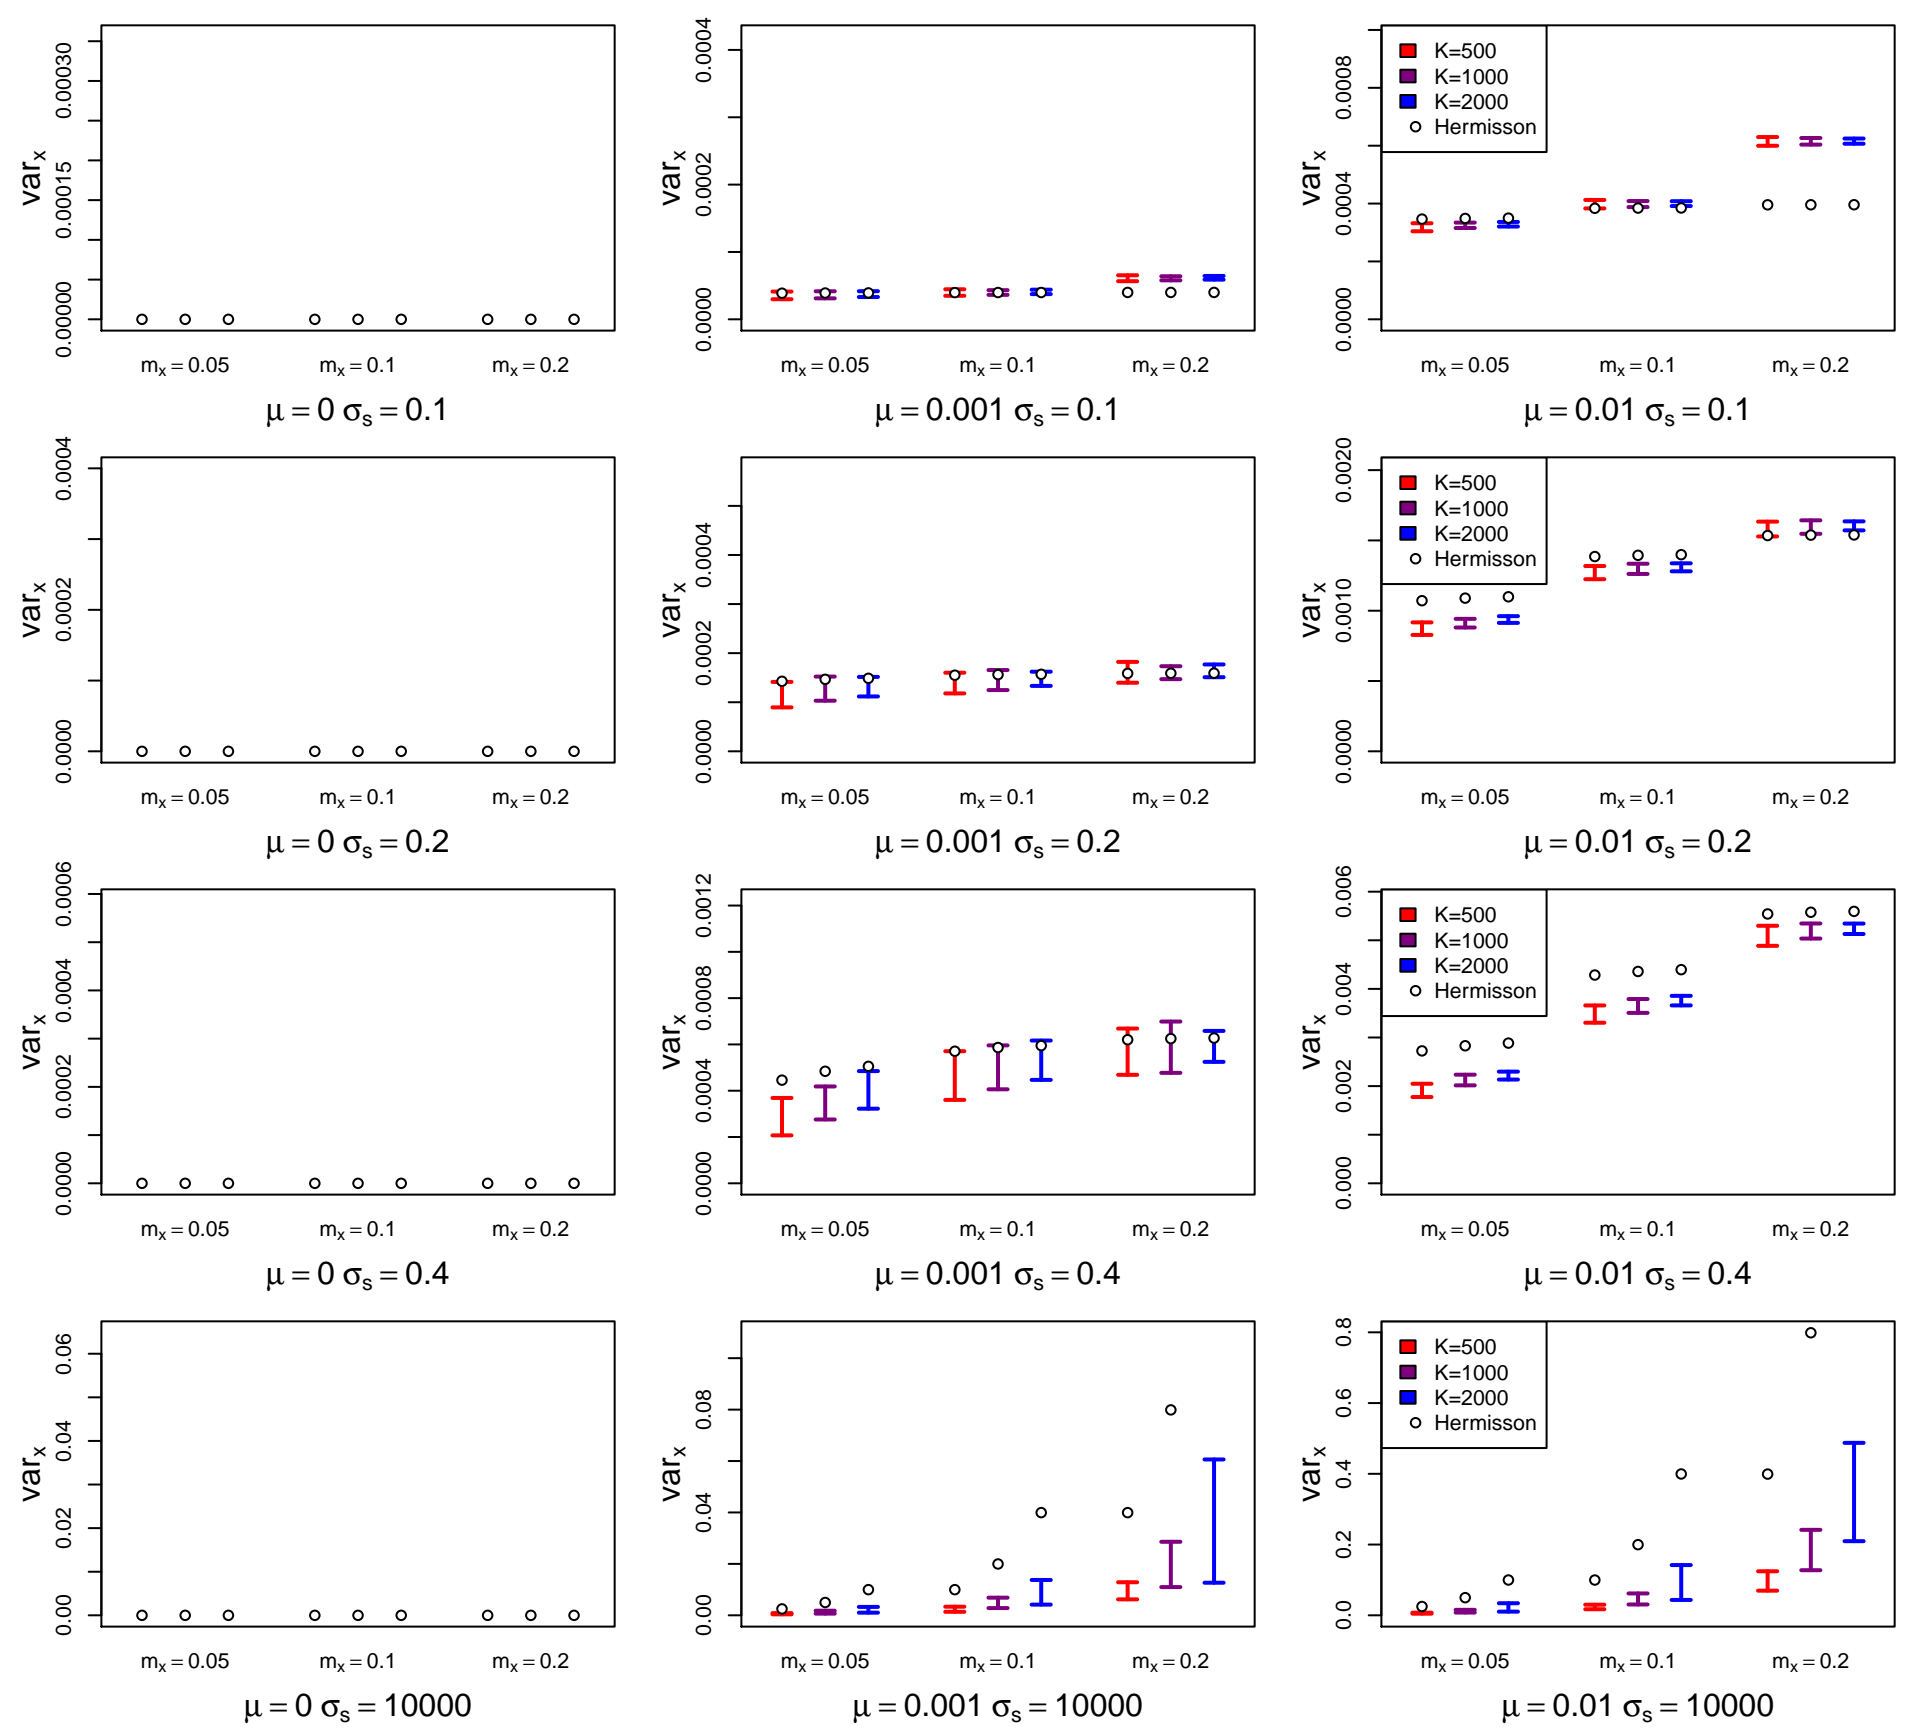 var_x
0.00000 0.00015 0.00030
m_x = 0.05 m_x = 0.1 m_x = 0.2
μ = 0 σ_s = 0.1
var_x
0.0000 0.0002 0.0004
m_x = 0.05 m_x = 0.1 m_x = 0.2
μ = 0.001 σ_s = 0.1
var_x
0.0000 0.0004 0.0008
K=500
K=1000
K=2000
Hermisson
m_x = 0.05 m_x = 0.1 m_x = 0.2
μ = 0.01 σ_s = 0.1
var_x
0.0000 0.0002 0.0004
m_x = 0.05 m_x = 0.1 m_x = 0.2
μ = 0 σ_s = 0.2
var_x
0.0000 0.0002 0.0004
m_x = 0.05 m_x = 0.1 m_x = 0.2
μ = 0.001 σ_s = 0.2
var_x
0.0000 0.0010 0.0020
K=500
K=1000
K=2000
Hermisson
m_x = 0.05 m_x = 0.1 m_x = 0.2
μ = 0.01 σ_s = 0.2
var_x
0.0000 0.0002 0.0004 0.0006
m_x = 0.05 m_x = 0.1 m_x = 0.2
μ = 0 σ_s = 0.4
var_x
0.0000 0.0004 0.0008 0.0012
m_x = 0.05 m_x = 0.1 m_x = 0.2
μ = 0.001 σ_s = 0.4
var_x
0.000 0.002 0.004 0.006
K=500
K=1000
K=2000
Hermisson
m_x = 0.05 m_x = 0.1 m_x = 0.2
μ = 0.01 σ_s = 0.4
var_x
0.00 0.02 0.04 0.06
m_x = 0.05 m_x = 0.1 m_x = 0.2
μ = 0 σ_s = 10000
var_x
0.00 0.04 0.08
m_x = 0.05 m_x = 0.1 m_x = 0.2
μ = 0.001 σ_s = 10000
var_x
0.0 0.2 0.4 0.6 0.8
K=500
K=1000
K=2000
Hermisson
m_x = 0.05 m_x = 0.1 m_x = 0.2
μ = 0.01 σ_s = 10000